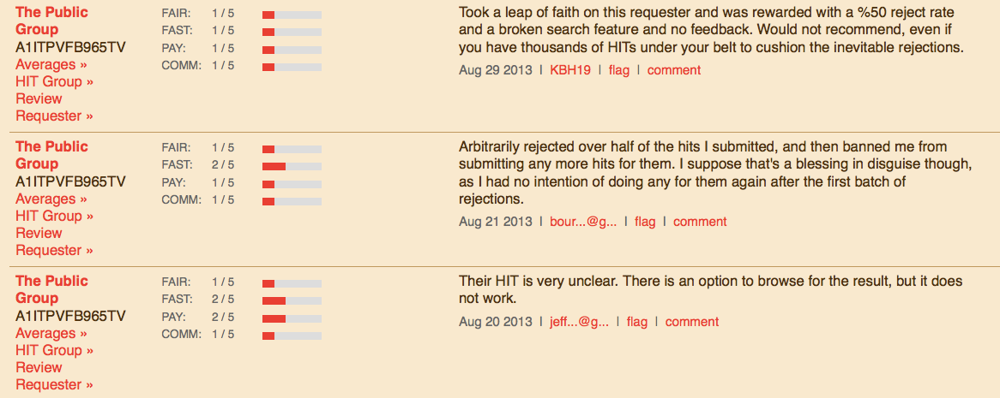 The Public
Group
A1ITPVFB965TV
Averages »
HIT Group »
Review
Requester »
FAIR: 1 / 5
FAST: 1 / 5
PAY: 1 / 5
COMM: 1 / 5
Took a leap of faith on this requester and was rewarded with a %50 reject rate
and a broken search feature and no feedback. Would not recommend, even if
you have thousands of HITs under your belt to cushion the inevitable rejections.
Aug 29 2013 | KBH19 | flag | comment
The Public
Group
A1ITPVFB965TV
Averages »
HIT Group »
Review
Requester »
FAIR: 1 / 5
FAST: 2 / 5
PAY: 1 / 5
COMM: 1 / 5
Arbitrarily rejected over half of the hits I submitted, and then banned me from
submitting any more hits for them. I suppose that's a blessing in disguise though,
as I had no intention of doing any for them again after the first batch of
rejections.
Aug 21 2013 | bour...@g... | flag | comment
The Public
Group
A1ITPVFB965TV
Averages »
HIT Group »
Review
Requester »
FAIR: 1 / 5
FAST: 2 / 5
PAY: 2 / 5
COMM: 1 / 5
Their HIT is very unclear. There is an option to browse for the result, but it does
not work.
Aug 20 2013 | jeff...@g... | flag | comment